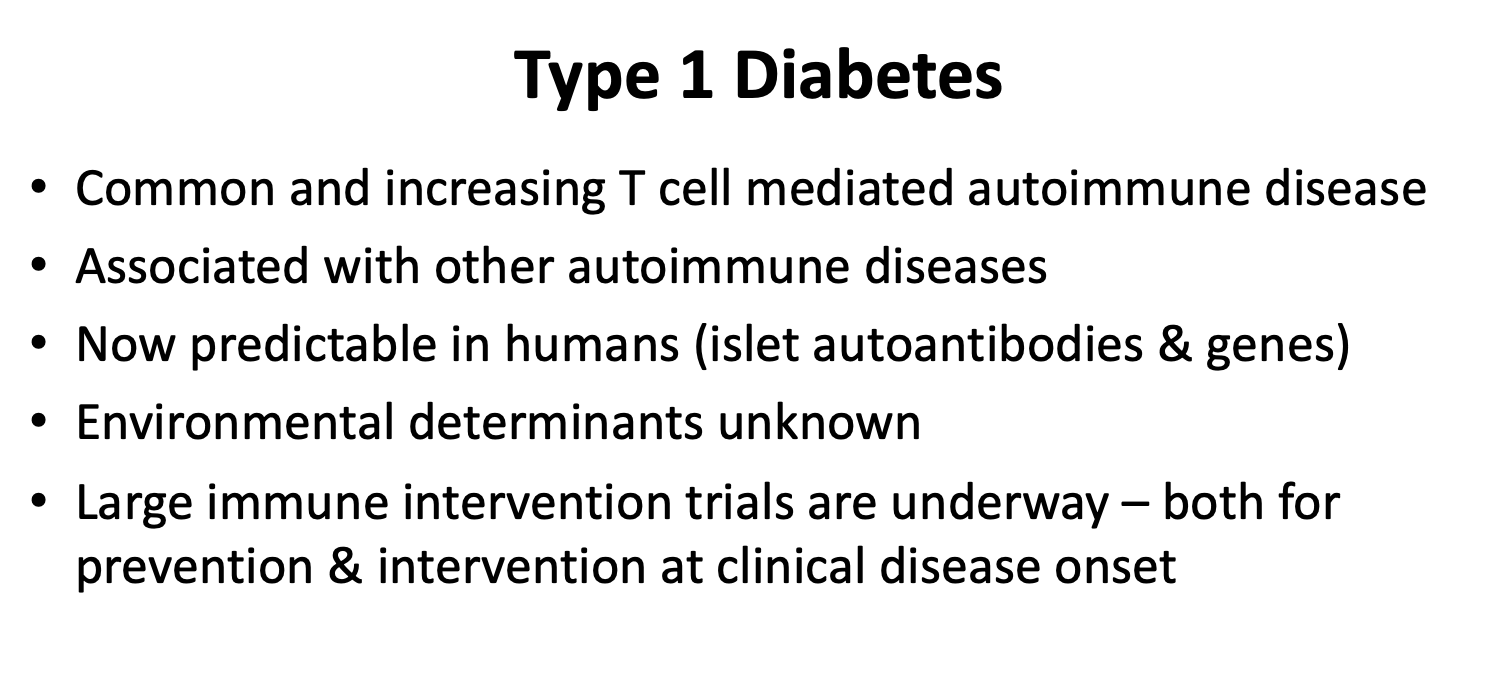 Type 1 Diabetes
• Common and increasing T cell mediated autoimmune disease
• Associated with other autoimmune diseases
• Now predictable in humans (islet autoantibodies & genes)
• Environmental determinants unknown
• Large immune intervention trials are underway – both for
prevention & intervention at clinical disease onset